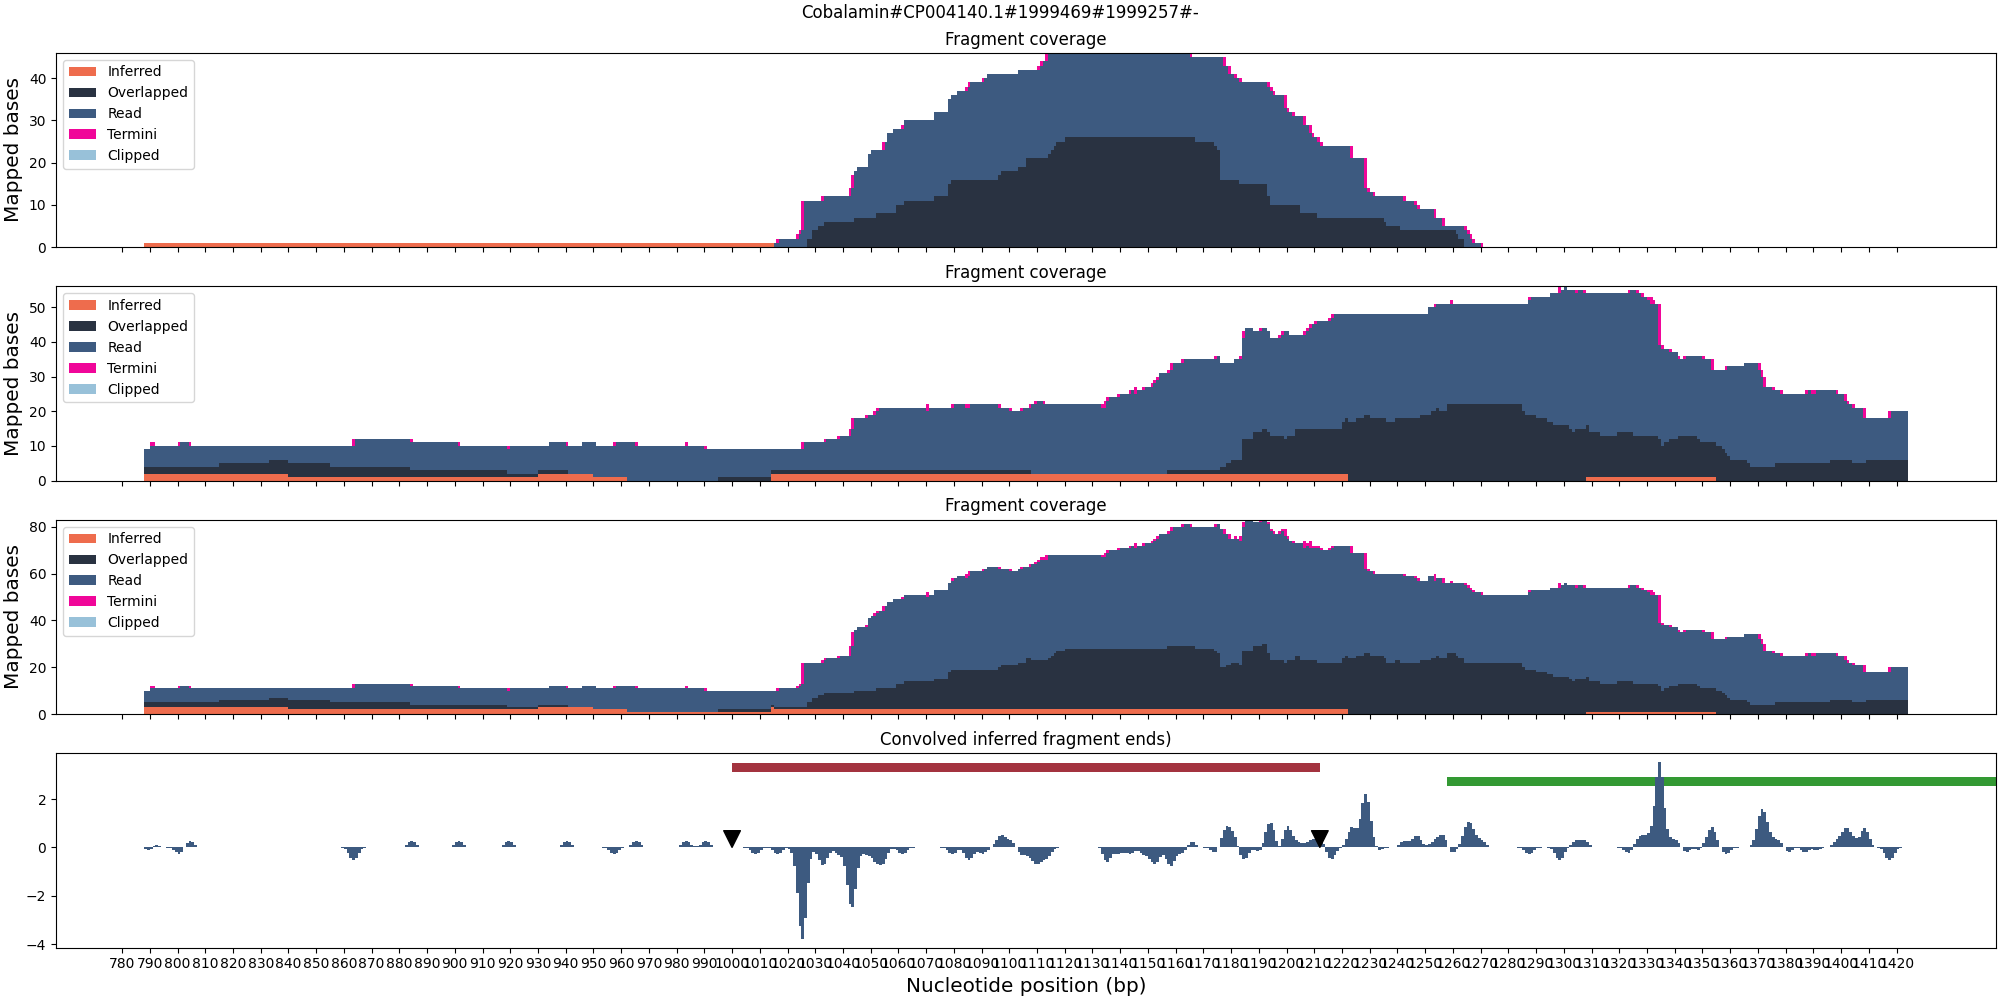 Cobalamin#CP004140.1#1999469#1999257#-
Fragment coverage
Mapped bases
40
30
20
10
0
Inferred
Overlapped
Read
Termini
Clipped
Fragment coverage
Mapped bases
50
40
30
20
10
0
Inferred
Overlapped
Read
Termini
Clipped
Fragment coverage
Mapped bases
80
60
40
20
0
Inferred
Overlapped
Read
Termini
Clipped
Convolved inferred fragment ends)
2
0
−2
−4
780 790 800 810 820 830 840 850 860 870 880 890 900 910 920 930 940 950 960 970 980 990 1000 1010 1020 1030 1040 1050 1060 1070 1080 1090 1100 1110 1120 1130 1140 1150 1160 1170 1180 1190 1200 1210 1220 1230 1240 1250 1260 1270 1280 1290 1300 1310 1320 1330 1340 1350 1360 1370 1380 1390 1400 1410 1420
Nucleotide position (bp)